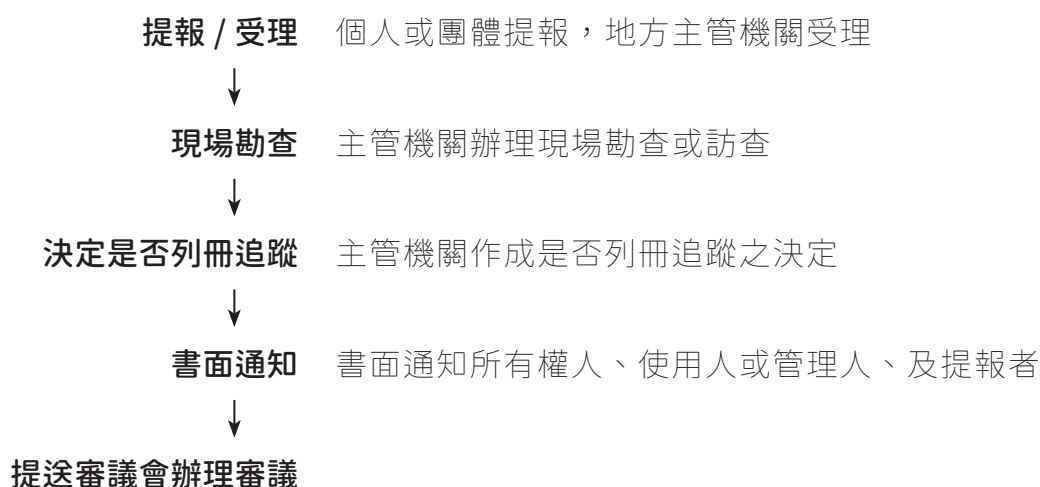 提報 / 受理 個人或團體提報，地方主管機關受理
現場勘查 主管機關辦理現場勘查或訪查
決定是否列冊追蹤 主管機關作成是否列冊追蹤之決定
書面通知 書面通知所有權人、使用人或管理人、及提報者
提送審議會辦理審議